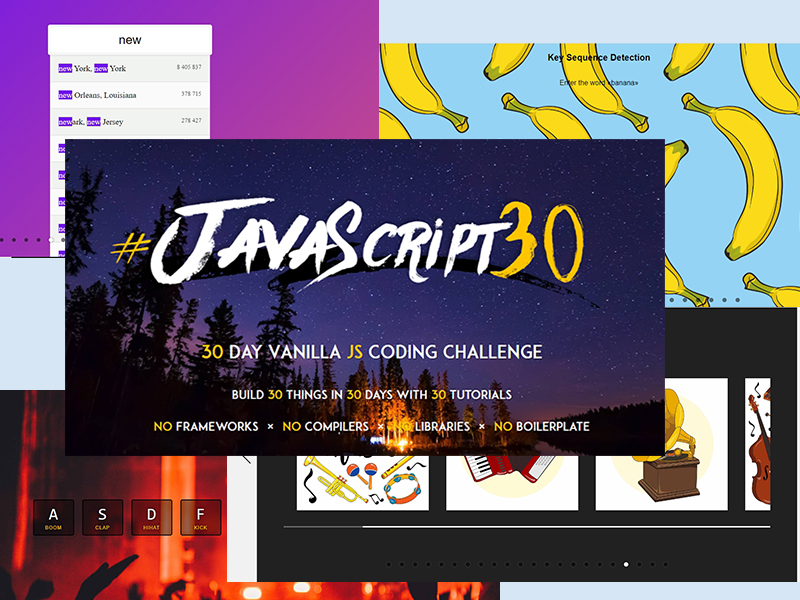 new
new York, new York 8 405 837
new Orleans, Louisiana 378 715
newark, new Jersey 278 427
Key Sequence Detection
Enter the word «banana»
#JAVASCRIPT30
30 DAY VANILLA JS CODING CHALLENGE
BUILD 30 THINGS IN 30 DAYS WITH 30 TUTORIALS
NO FRAMEWORKS × NO COMPILERS × NO LIBRARIES × NO BOILERPLATE
A S D F
BOOM CLAP HIHAT KICK